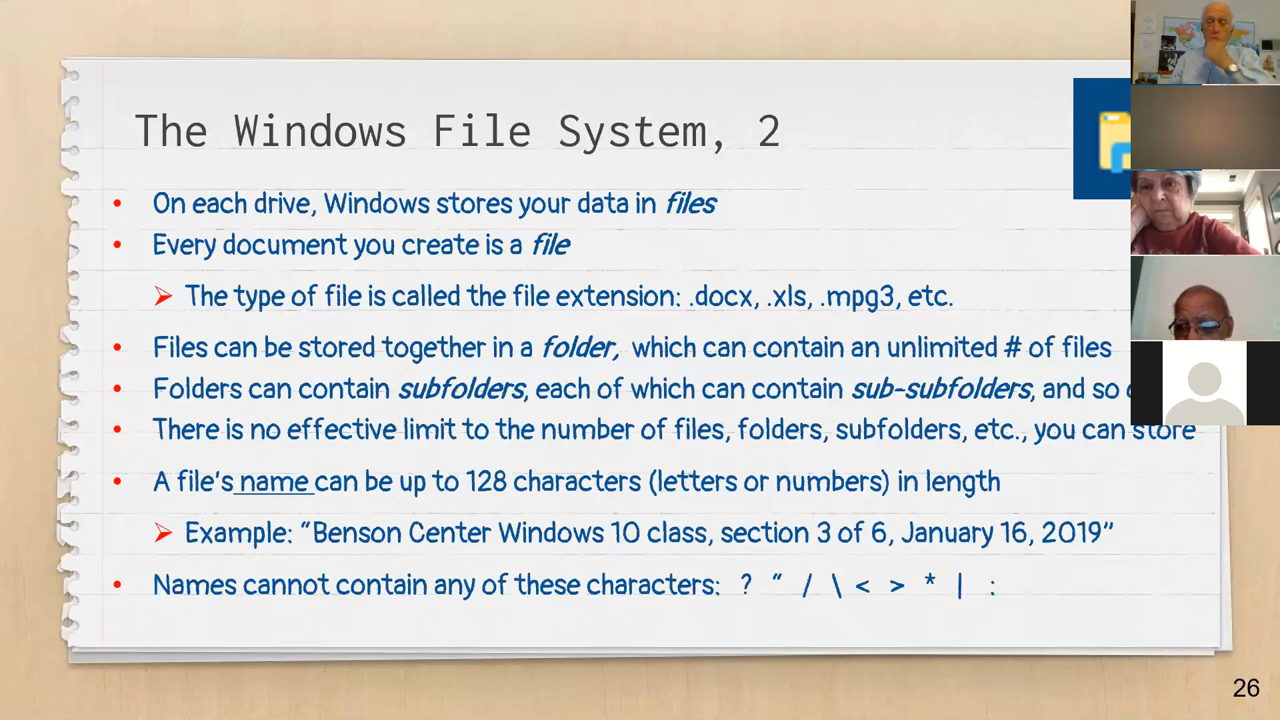 The Windows File System, 2
• On each drive, Windows stores your data in files
• Every document you create is a file
➢ The type of file is called the file extension: .docx, .xls, .mpg3, etc.
• Files can be stored together in a folder, which can contain an unlimited # of files
• Folders can contain subfolders, each of which can contain sub-subfolders, and so
• There is no effective limit to the number of files, folders, subfolders, etc., you can store
• A file's name can be up to 128 characters (letters or numbers) in length
➢ Example: “Benson Center Windows 10 class, section 3 of 6, January 16, 2019”
• Names cannot contain any of these characters: ? “ / \ < > * | :
26